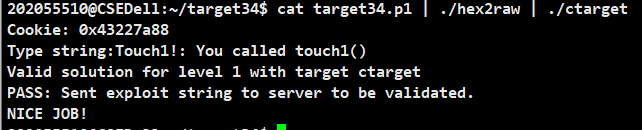 202055510@CSEDell:~/target34$ cat target34.p1 | ./hex2raw | ./ctarget
Cookie: 0x43227a88
Type string:Touch1!: You called touch1()
Valid solution for level 1 with target ctarget
PASS: Sent exploit string to server to be validated.
NICE JOB!